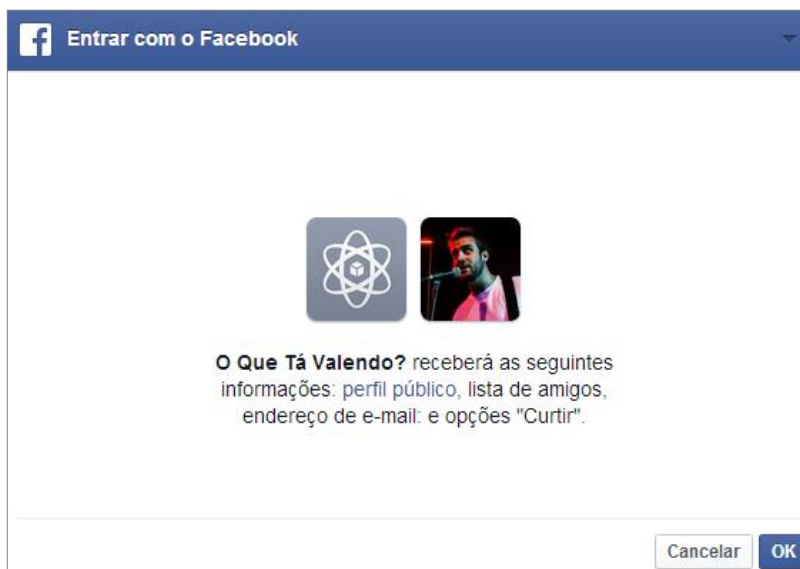 Entrar com o Facebook
O Que Tá Valendo? receberá as seguintes
informações: perfil público, lista de amigos,
endereço de e-mail: e opções "Curtir".
Cancelar
OK